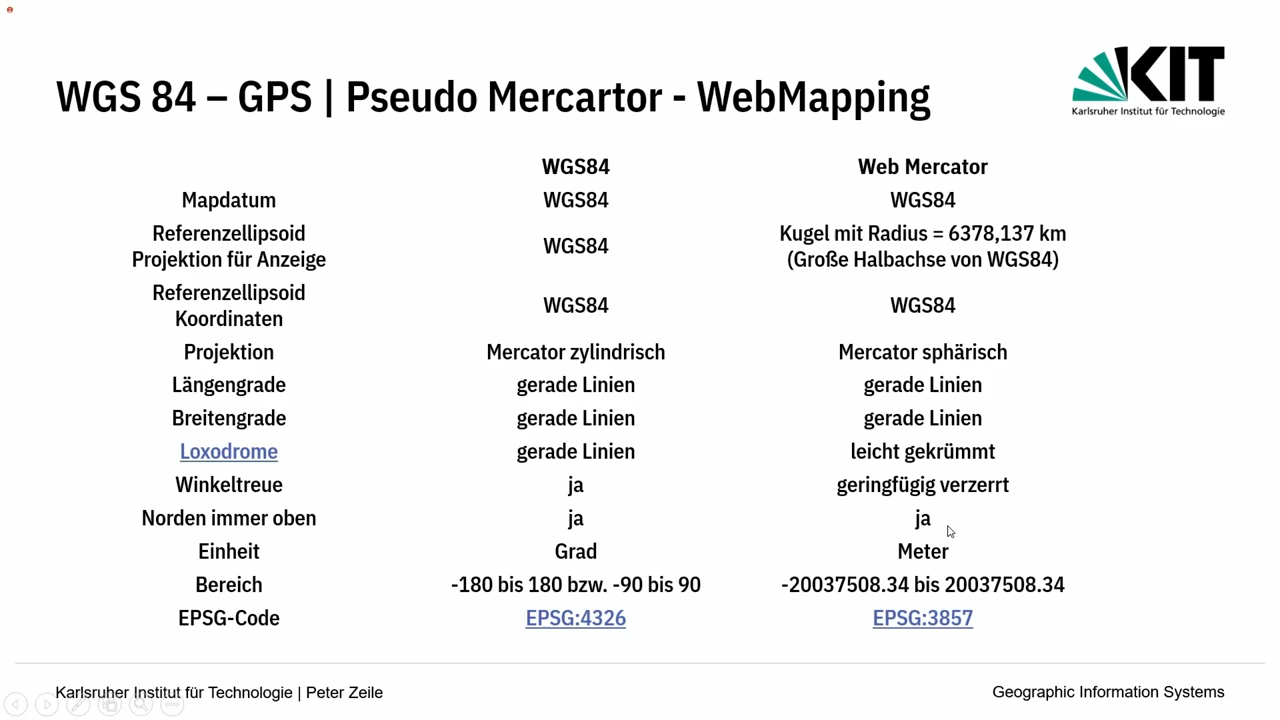 WGS 84 – GPS | Pseudo Mercartor - WebMapping
KIT
Karlsruher Institut für Technologie
WGS84 Web Mercator
Mapdatum WGS84 WGS84
Referenzellipsoid
Projektion für Anzeige
WGS84
Kugel mit Radius = 6378,137 km
(Große Halbachse von WGS84)
Referenzellipsoid
Koordinaten
WGS84 WGS84
Projektion Mercator zylindrisch Mercator sphärisch
Längengrade gerade Linien gerade Linien
Breitengrade gerade Linien gerade Linien
Loxodrome gerade Linien leicht gekrümmt
Winkeltreue ja geringfügig verzerrt
Norden immer oben ja ja
Einheit Grad Meter
Bereich -180 bis 180 bzw. -90 bis 90 -20037508.34 bis 20037508.34
EPSG-Code EPSG:4326 EPSG:3857
Karlsruher Institut für Technologie | Peter Zeile
Geographic Information Systems